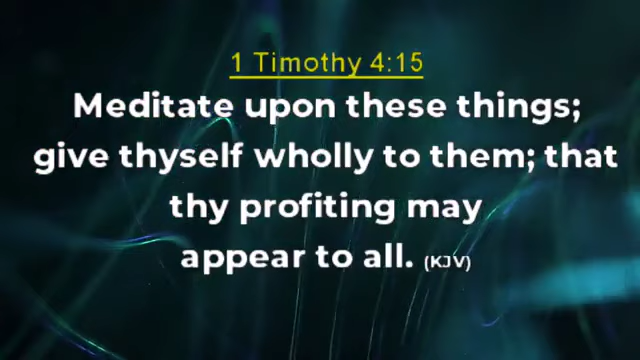 1 Timothy 4:15
Meditate upon these things;
give thyself wholly to them; that
thy profiting may
appear to all. (KJV)